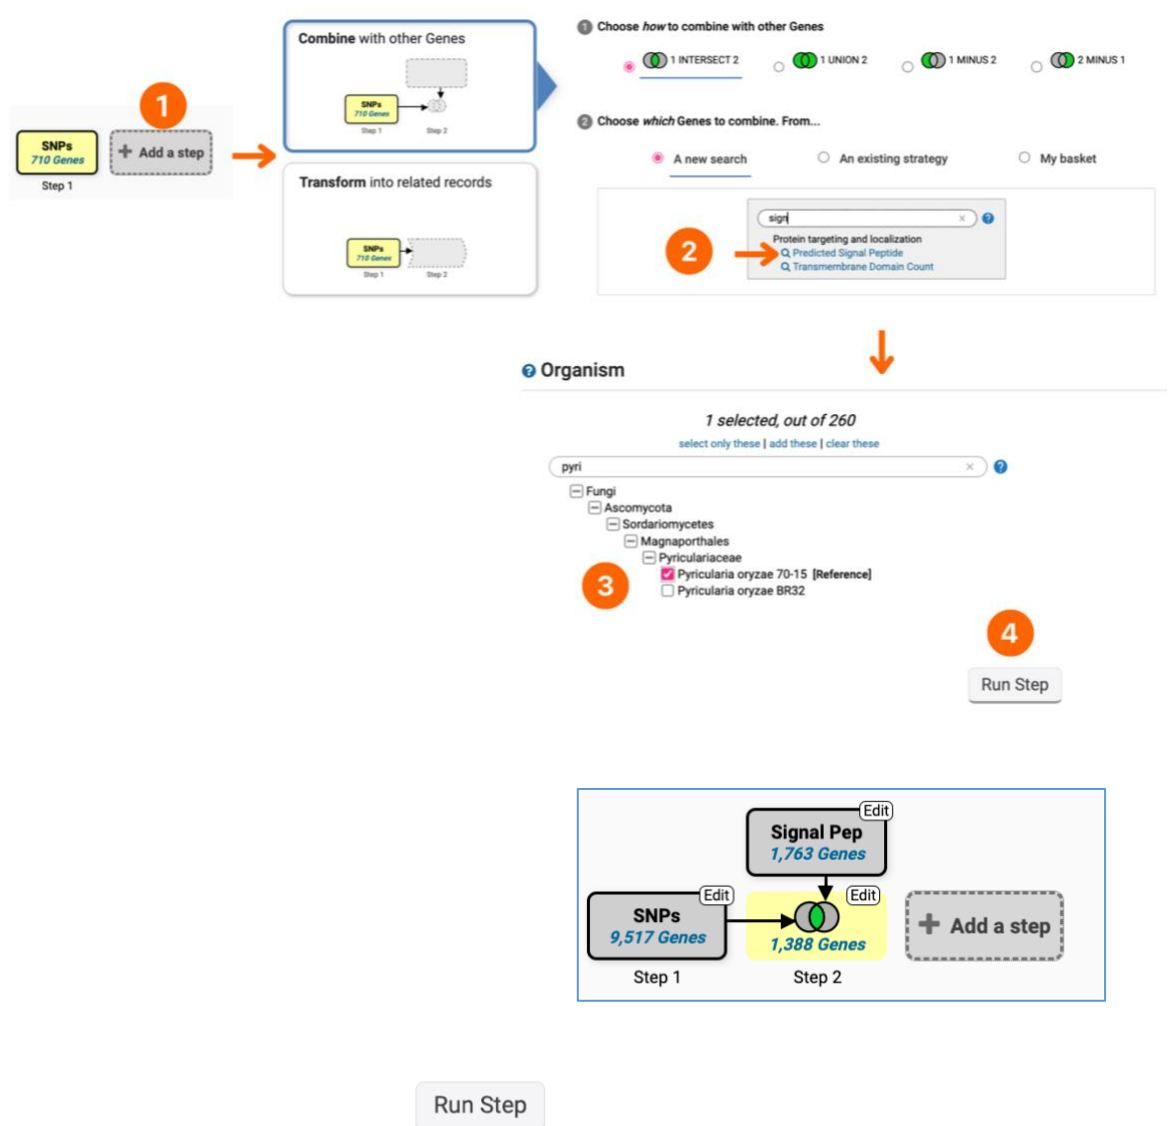 Combine with other Genes
SNPs
710 Genes
Step 1
Step 2
1 Choose how to combine with other Genes
1 INTERSECT 2
1 UNION 2
1 MINUS 2
2 MINUS 1
1
SNPs
710 Genes
Step 1
+ Add a step
2 Choose which Genes to combine. From...
A new search
An existing strategy
My basket
Transform into related records
SNPs
710 Genes
Step 1
Step 2
2
sign
Protein targeting and localization
Predicted Signal Peptide
Transmembrane Domain Count
Organism
1 selected, out of 260
select only these | add these | clear these
pyri
Fungi
Ascomycota
Sordariomycetes
Magnaporthales
Pyriculariaceae
3
Pyricularia oryzae 70-15 [Reference]
Pyricularia oryzae BR32
4
Run Step
Edit
Signal Pep
1,763 Genes
Edit
SNPs
9,517 Genes
Step 1
Edit
1,388 Genes
Step 2
+ Add a step
Run Step